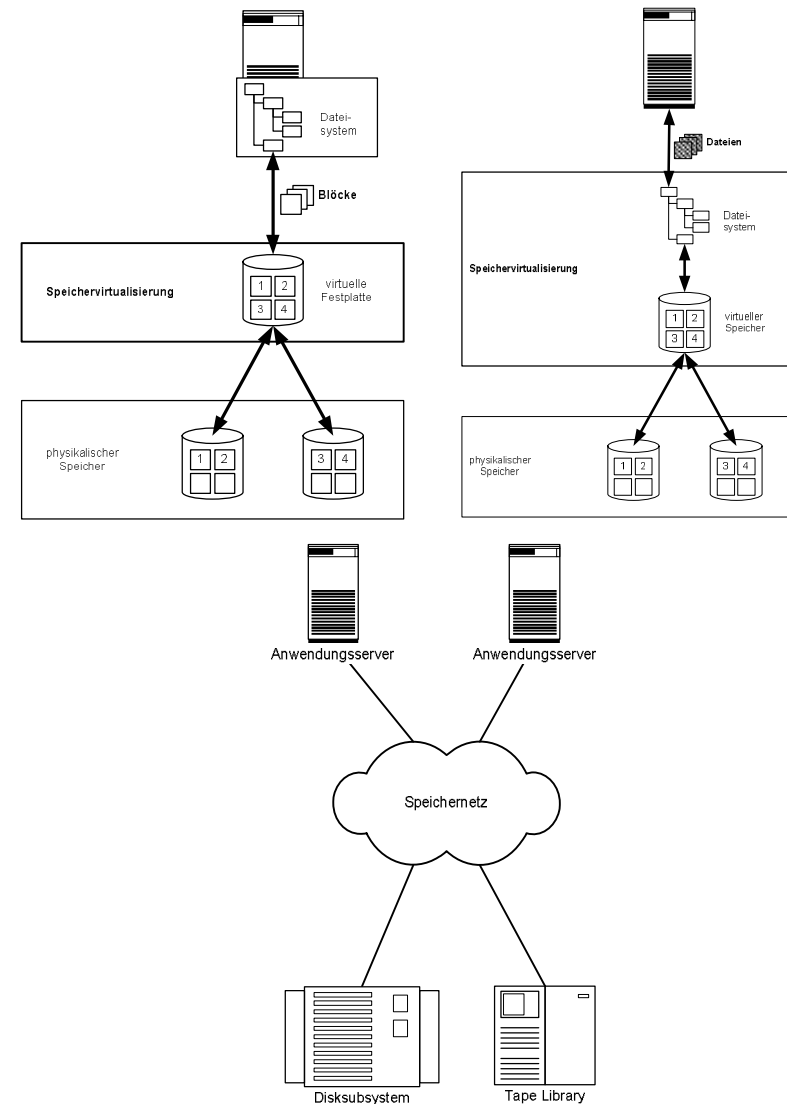 Datei-
system
Blöcke
Speichervirtualisierung
1 2
3 4
virtuelle
Festplatte
physikalischer
Speicher
1 2
3 4
Dateien
Datei-
system
Speichervirtualisierung
1 2
3 4
virtueller
Speicher
physikalischer
Speicher
1 2
3 4
Anwendungsserver
Anwendungsserver
Speichernetz
Disksubsystem
Tape Library